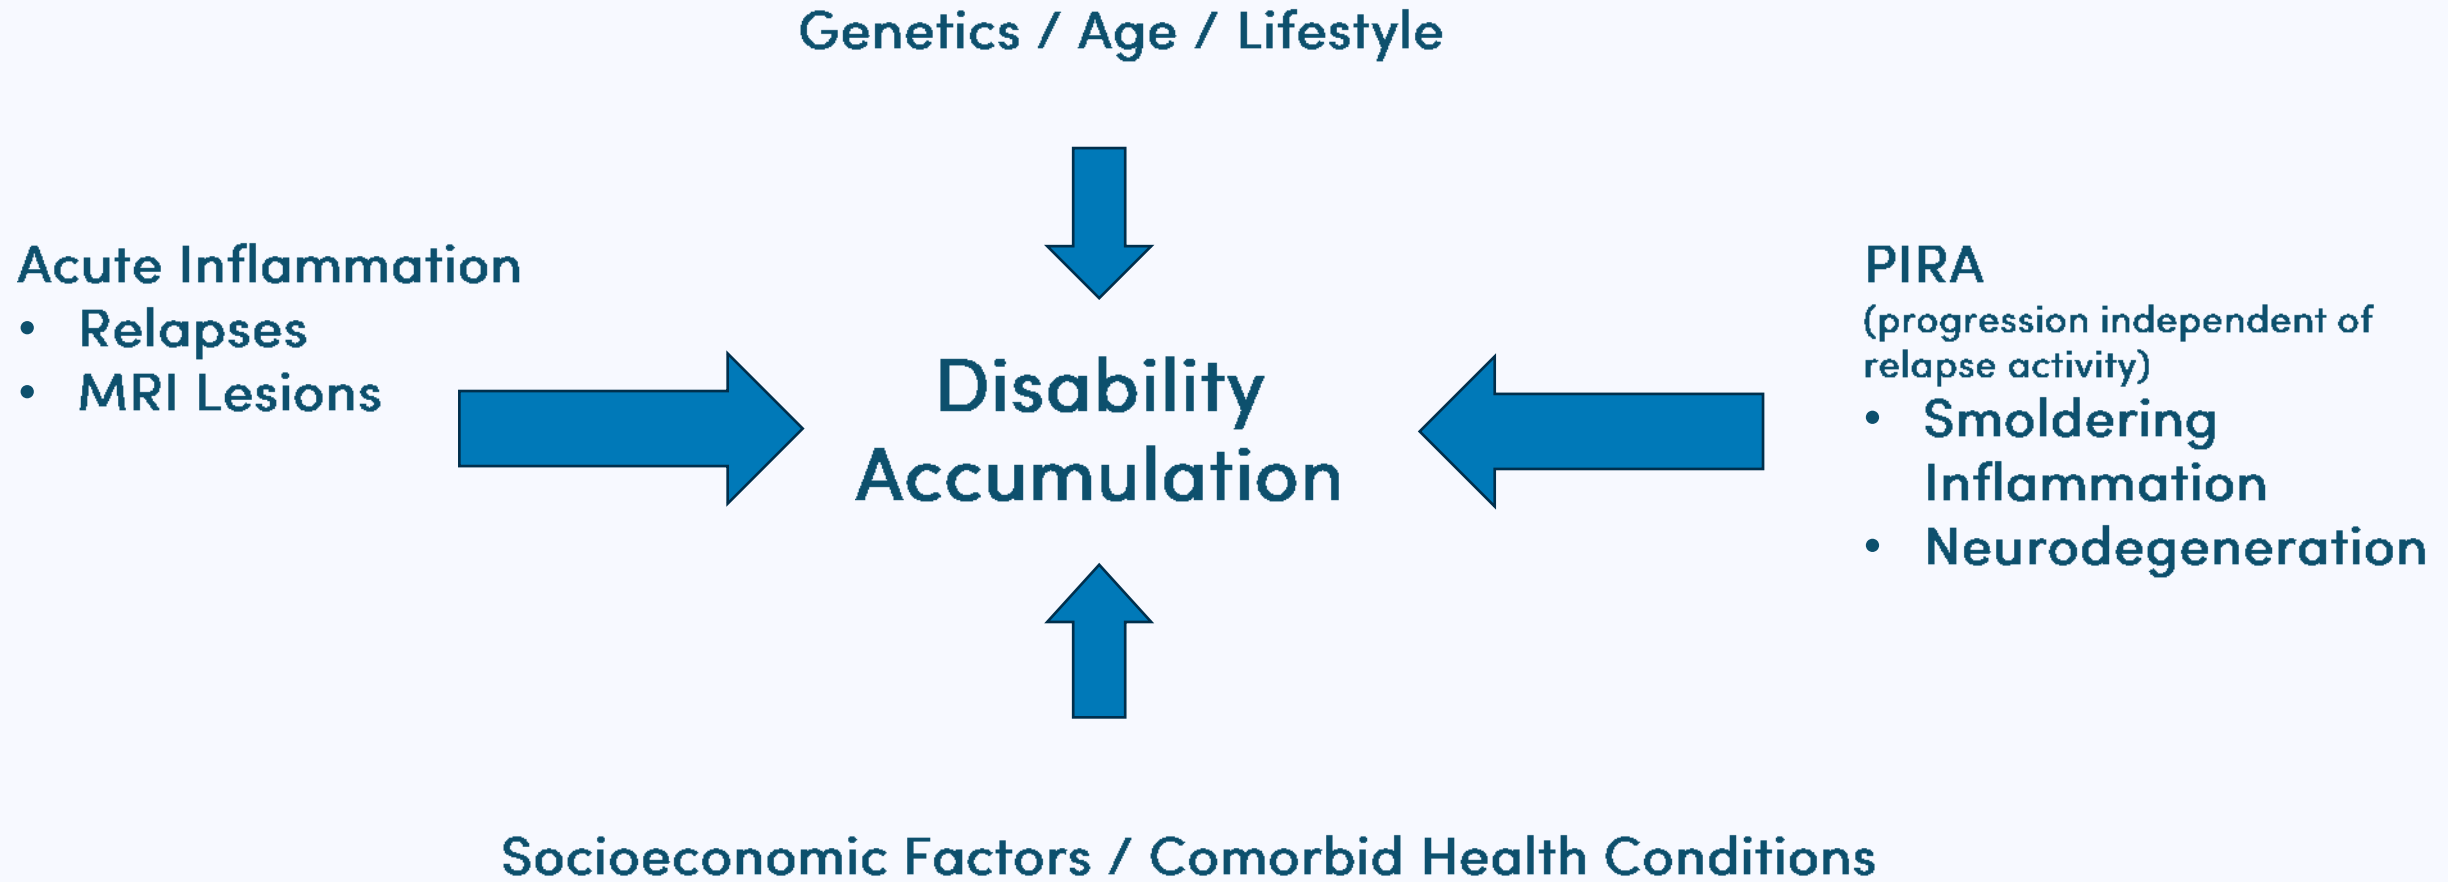 Genetics / Age / Lifestyle
Acute Inflammation
• Relapses
• MRI Lesions
Disability
Accumulation
PIRA
(progression independent of
relapse activity)
• Smoldering
Inflammation
• Neurodegeneration
Socioeconomic Factors / Comorbid Health Conditions